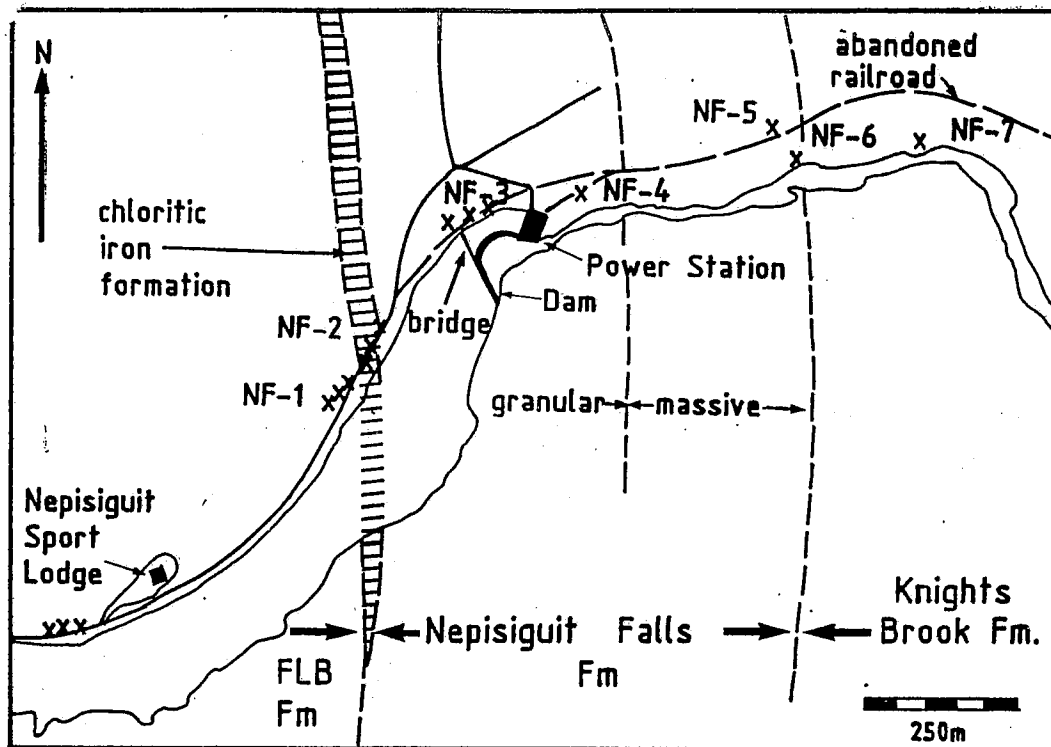 N
abandoned
railroad
NF-5
NF-6
NF-7
NF-3
NF-4
chloritic
iron
formation
Power Station
Dam
bridge
NF-2
NF-1
granular
massive
Nepisiguit
Sport
Lodge
Knights
Brook Fm.
Nepisiguit Falls
Fm
FLB
Fm
250m